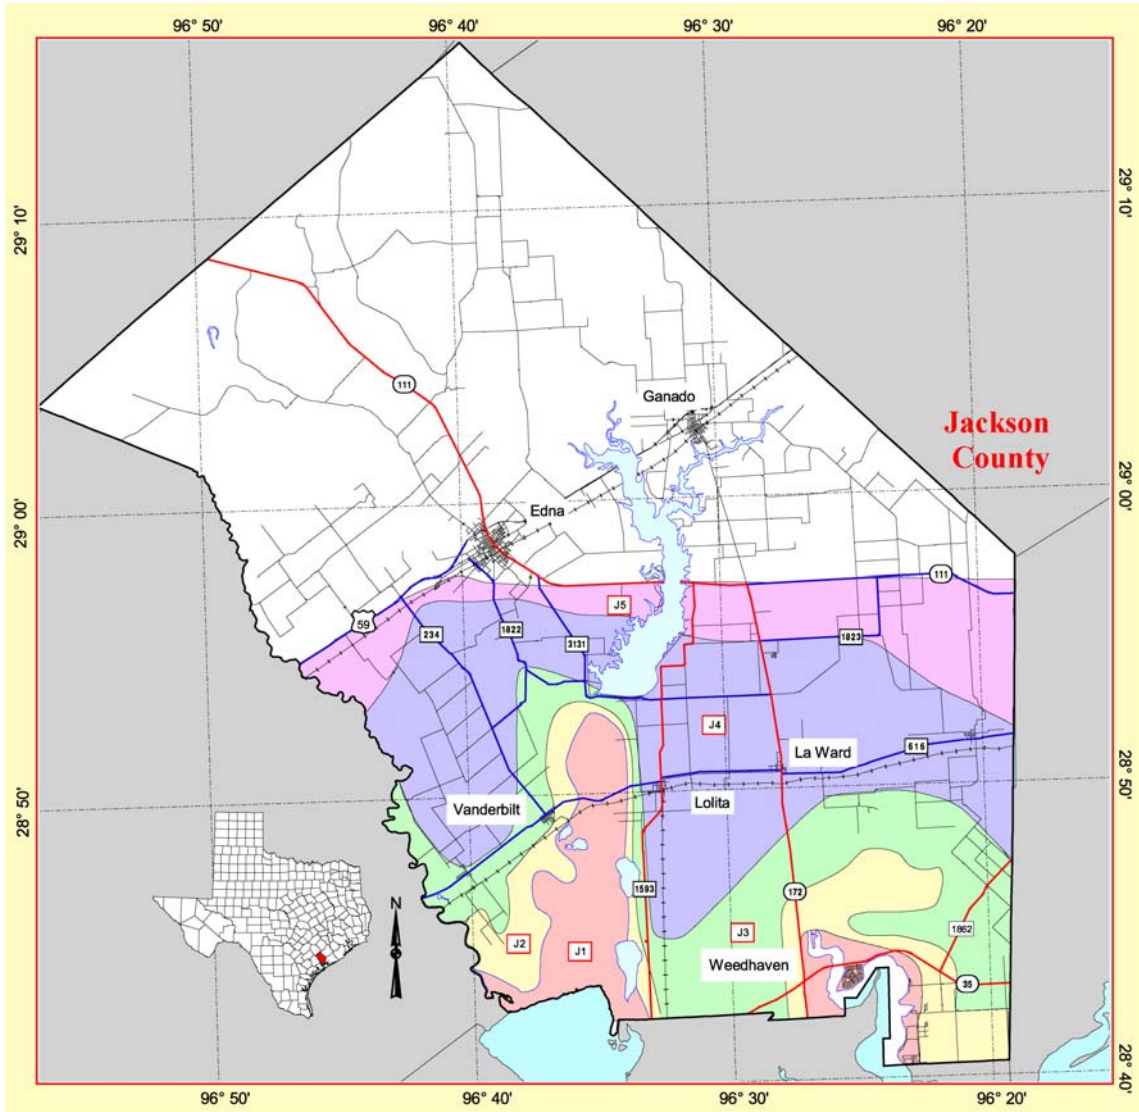 96° 50'
96° 40'
96° 30'
96° 20'
29° 10'
29° 10'
111
Ganado
Jackson
County
29° 00'
29° 00'
Edna
111
J5
59
234
1822
3131
1823
J4
La Ward
616
28° 50'
28° 50'
Vanderbilt
Lolita
1593
172
1862
N
J2
J1
J3
Weedhaven
35
28° 40'
96° 50'
96° 40'
96° 30'
96° 20'